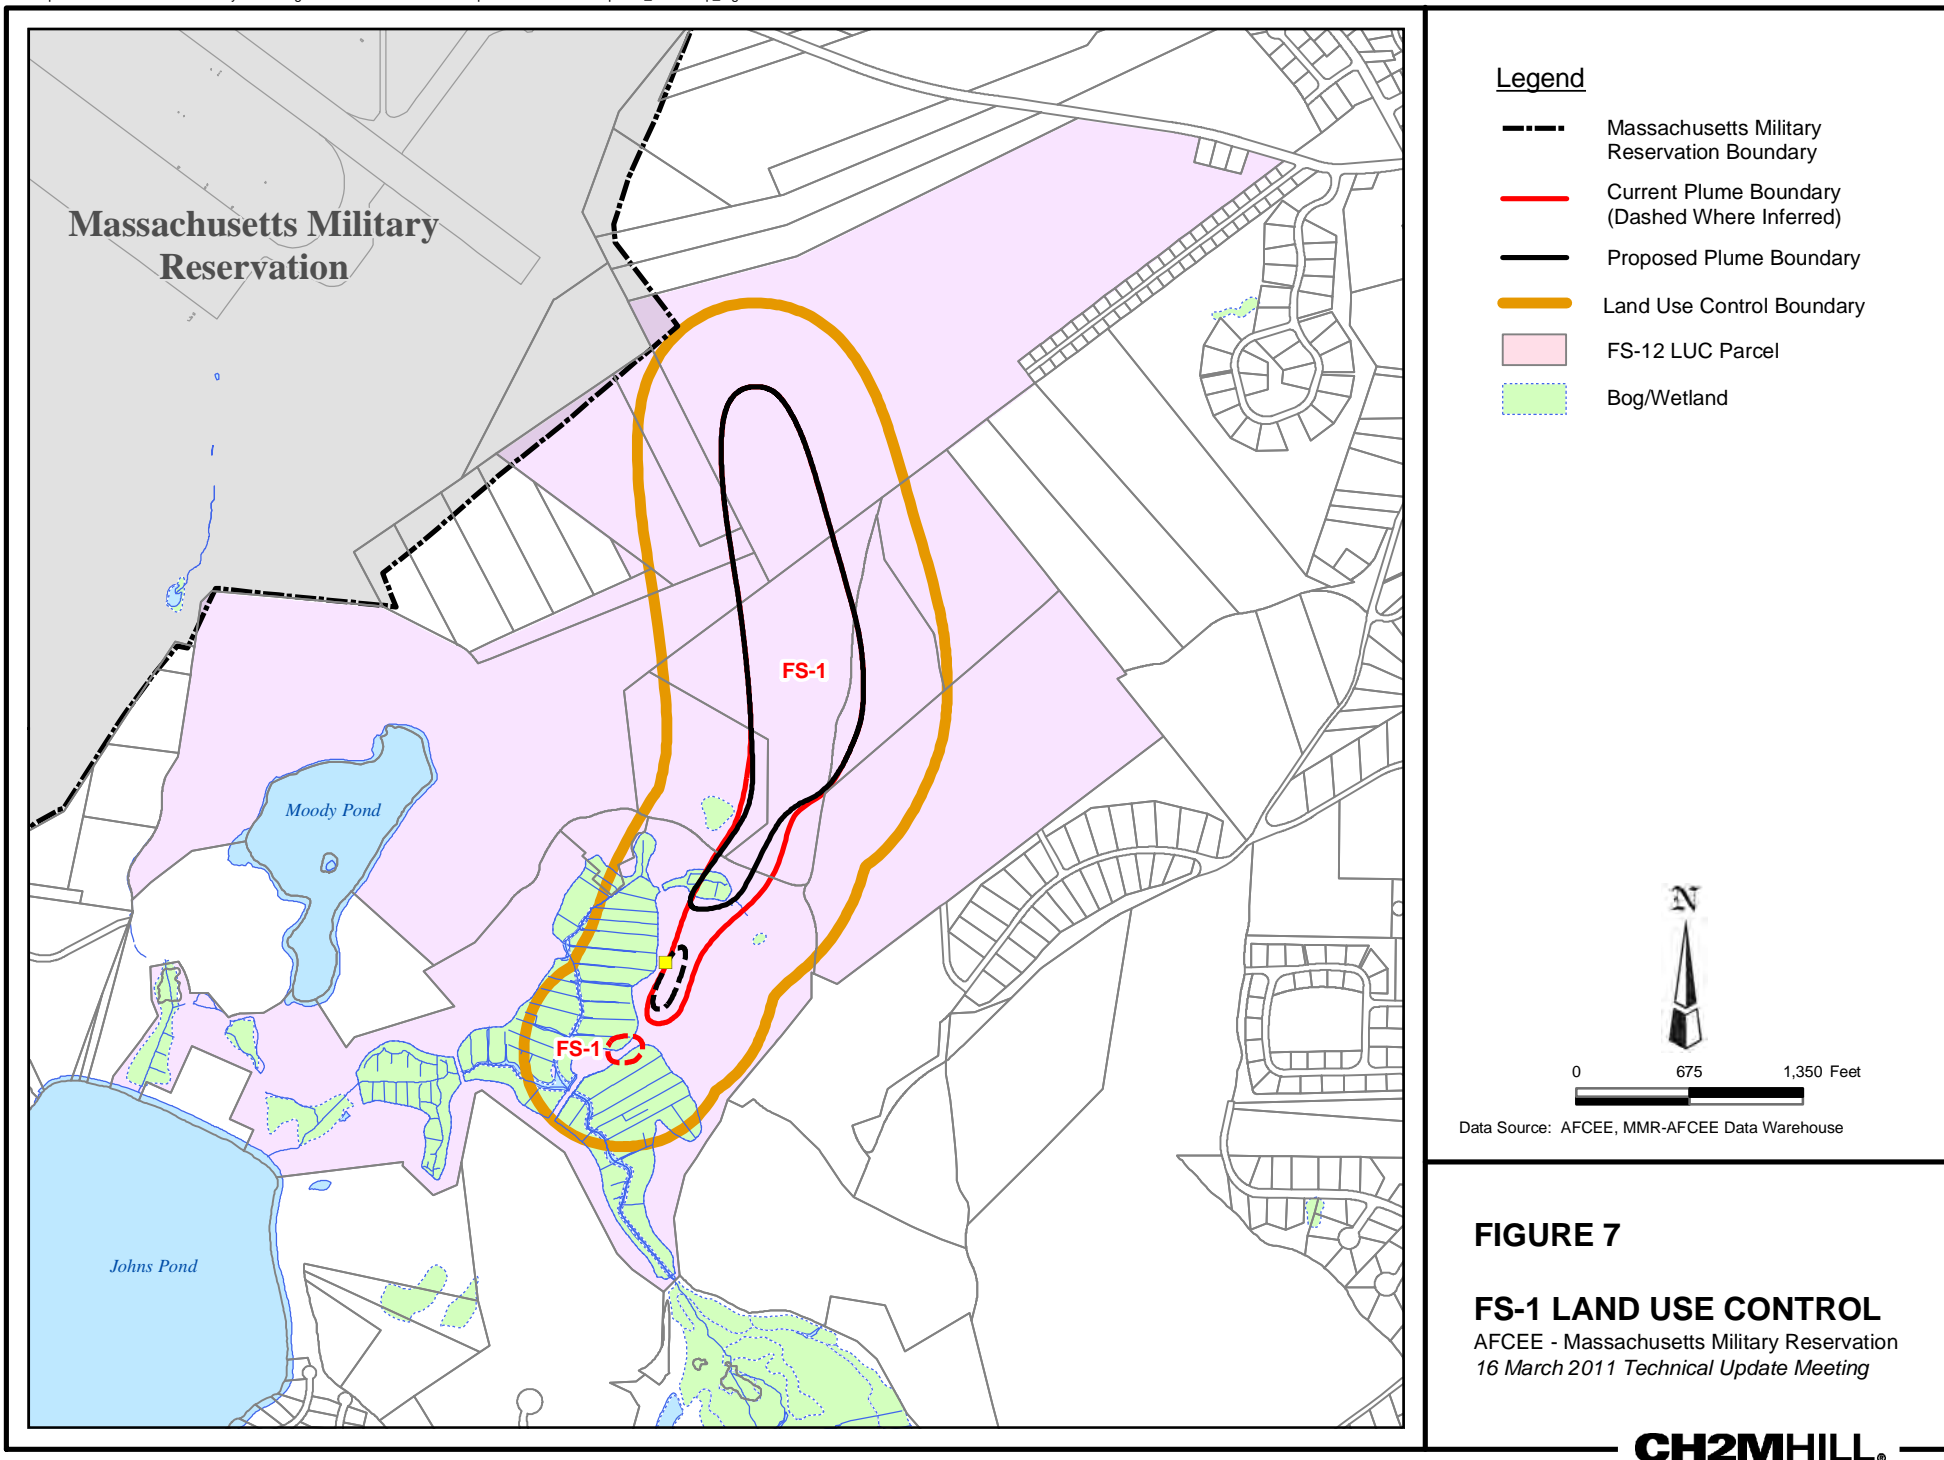 Massachusetts Military
Reservation
FS-1
Moody Pond
FS-1
Johns Pond
Legend
Massachusetts Military
Reservation Boundary
Current Plume Boundary
(Dashed Where Inferred)
Proposed Plume Boundary
Land Use Control Boundary
FS-12 LUC Parcel
Bog/Wetland
N
0 675 1,350 Feet
Data Source: AFCEE, MMR-AFCEE Data Warehouse
FIGURE 7
FS-1 LAND USE CONTROL
AFCEE - Massachusetts Military Reservation
16 March 2011 Technical Update Meeting
CH2MHILL®